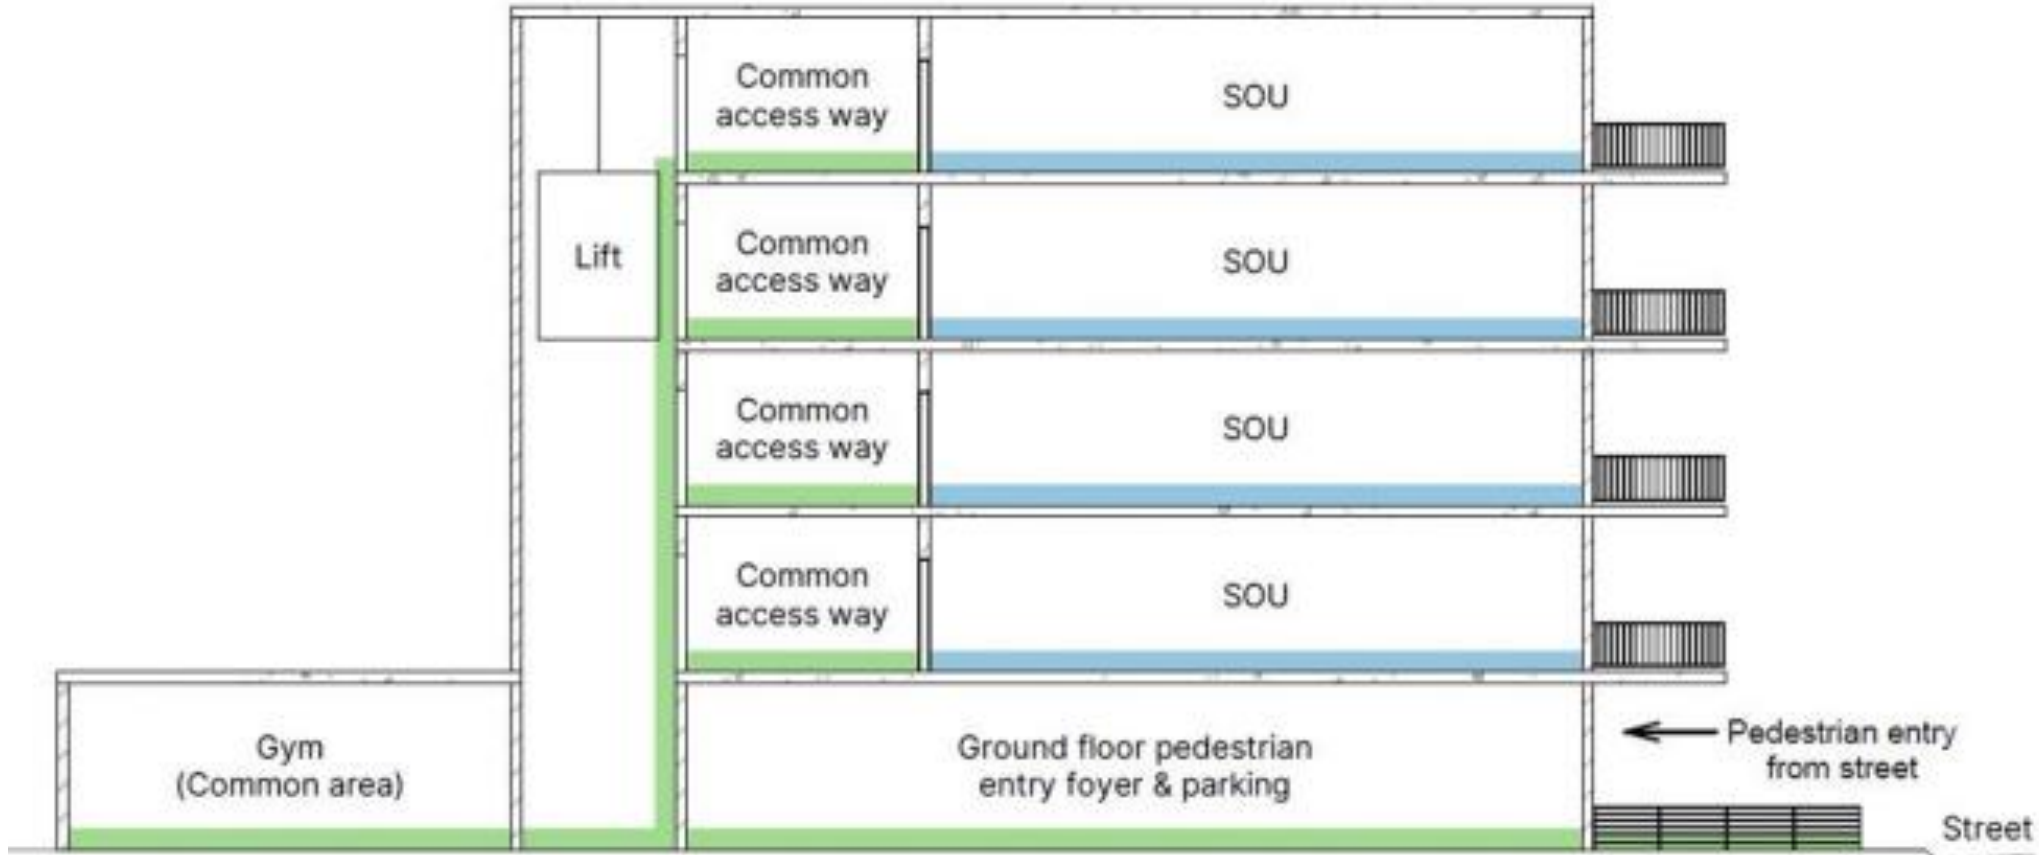 Common
access way
SOU
Lift
Common
access way
SOU
Common
access way
SOU
Common
access way
SOU
Gym
(Common area)
Ground floor pedestrian
entry foyer & parking
Pedestrian entry
from street
Street